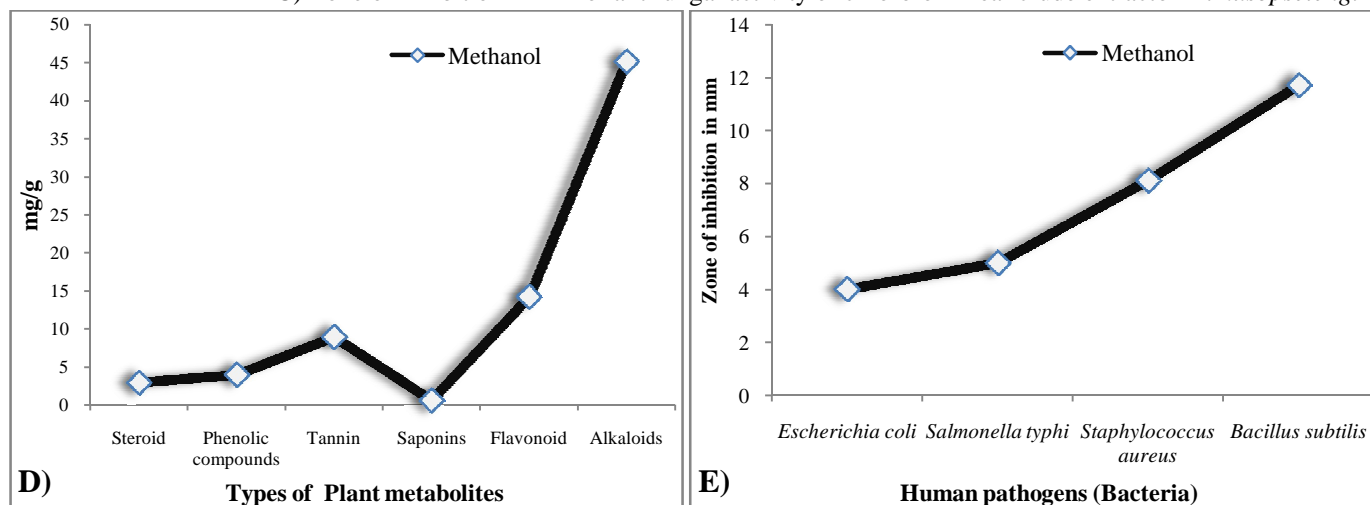 50
45
40
35
30
25
20
15
10
5
0
mg/g
Methanol
Steroid Phenolic Tannin Saponins Flavonoid Alkaloids
compounds
D)
Types of Plant metabolites
14
12
10
8
6
4
2
0
Zone of inhibition in mm
Methanol
Escherichia coli Salmonella typhi Staphylococcus Bacillus subtilis
aureus
E)
Human pathogens (Bacteria)